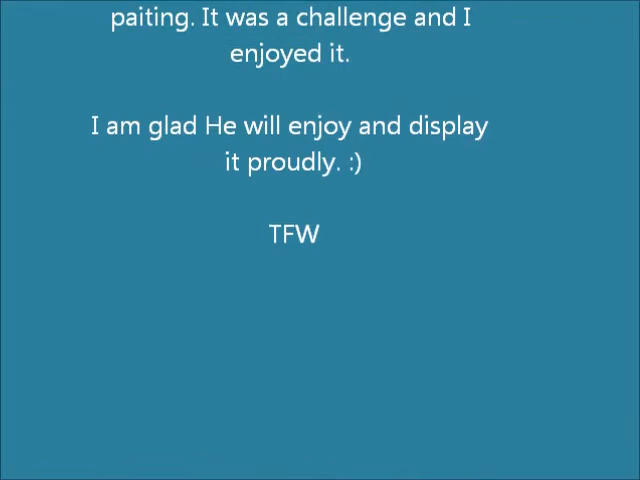 paiting. It was a challenge and I
enjoyed it.
I am glad He will enjoy and display
it proudly. :)
TFW